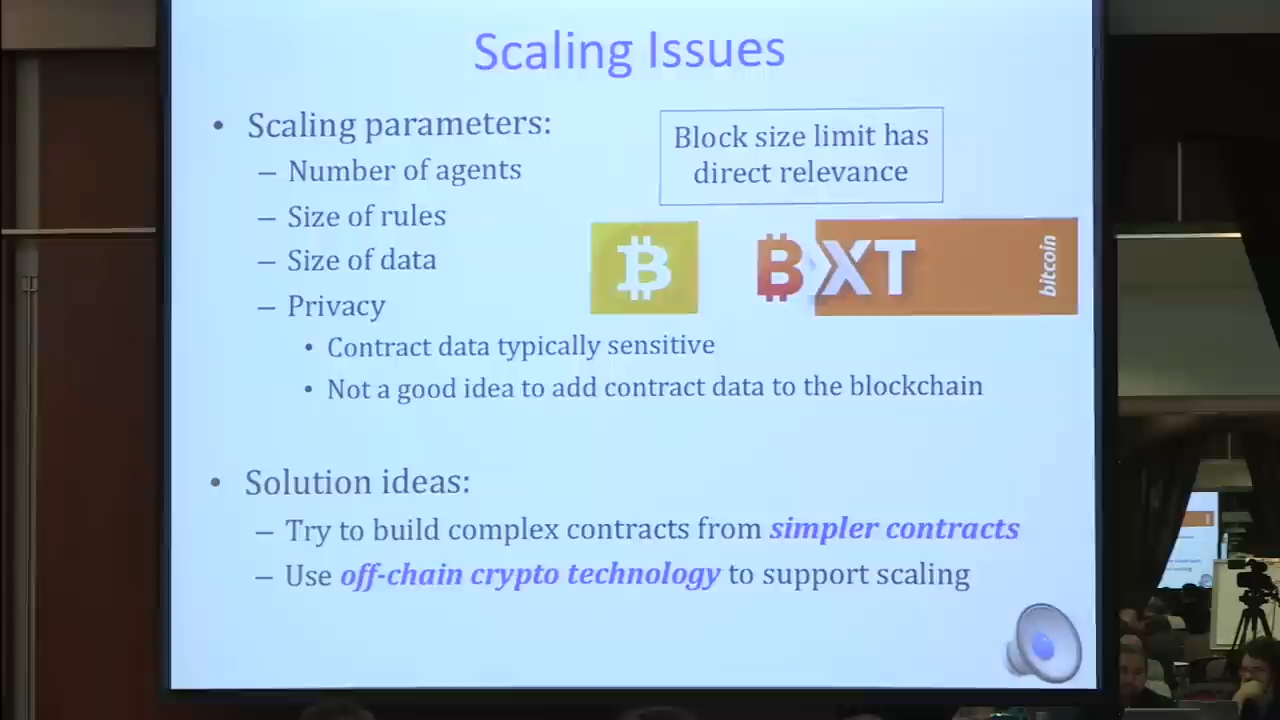 Scaling Issues
• Scaling parameters:
– Number of agents
– Size of rules
– Size of data
– Privacy
• Contract data typically sensitive
• Not a good idea to add contract data to the blockchain
Block size limit has
direct relevance
XT
bitcoin
• Solution ideas:
– Try to build complex contracts from simpler contracts
– Use off-chain crypto technology to support scaling